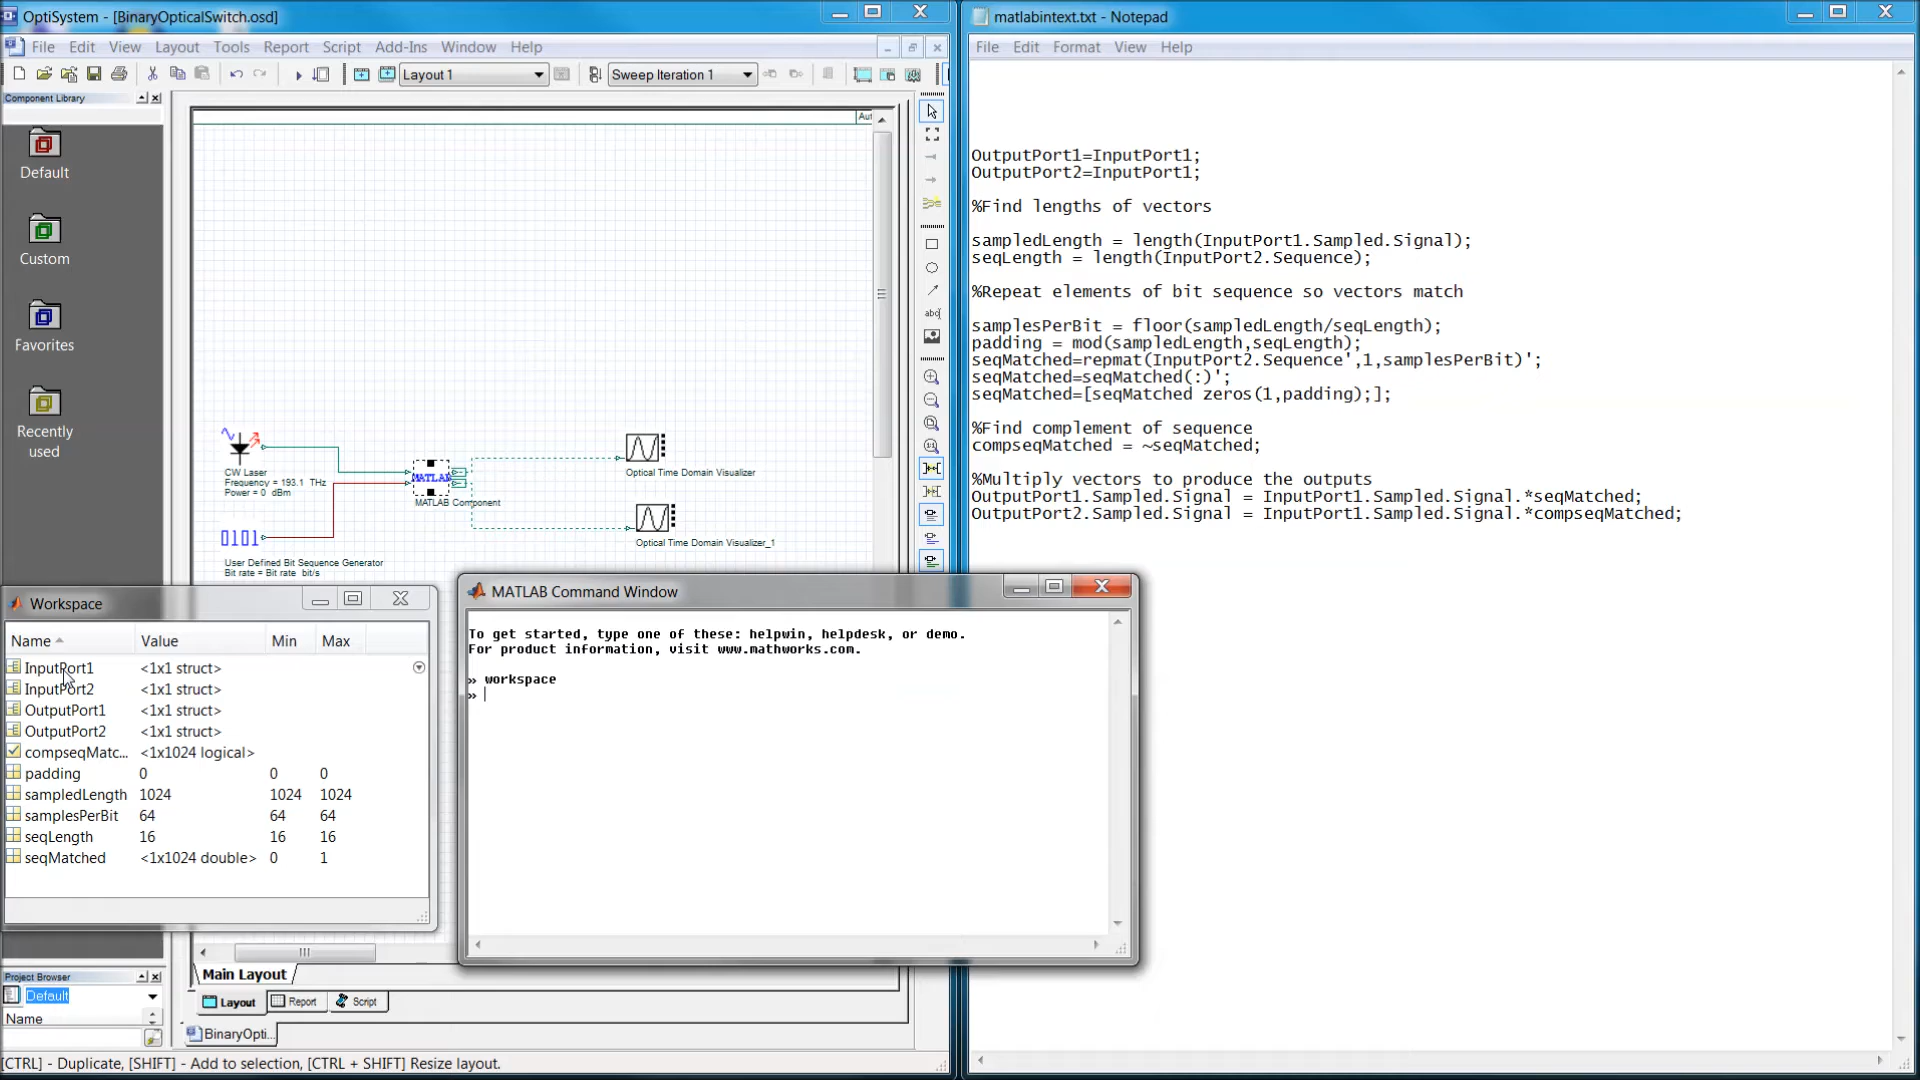 OptiSystem - [BinaryOpticalSwitch.osd]
File Edit View Layout Tools Report Script Add-Ins Window Help
Layout 1
Sweep Iteration 1
Component Library
Default
Custom
Favorites
Recently
used
Aut
CW Laser
Frequency = 193.1 THz
Power = 0 dBm
MATLAB
MATLAB Component
Optical Time Domain Visualizer
Optical Time Domain Visualizer_1
0101
User Defined Bit Sequence Generator
Bit rate = Bit rate bit/s
matlabintext.txt - Notepad
File Edit Format View Help
OutputPort1=InputPort1;
OutputPort2=InputPort1;
%Find lengths of vectors
sampledLength = length(InputPort1.Sampled.Signal);
seqLength = length(InputPort2.Sequence);
%Repeat elements of bit sequence so vectors match
samplesPerBit = floor(sampledLength/seqLength);
padding = mod(sampledLength,seqLength);
seqMatched=repmat(InputPort2.Sequence',1,samplesPerBit)';
seqMatched=seqMatched(:)';
seqMatched=[seqMatched zeros(1,padding);];
%Find complement of sequence
compseqMatched = ~seqMatched;
%Multiply vectors to produce the outputs
OutputPort1.Sampled.Signal = InputPort1.Sampled.Signal.*seqMatched;
OutputPort2.Sampled.Signal = InputPort1.Sampled.Signal.*compseqMatched;
Workspace
Name Value Min Max
InputPort1 <1x1 struct>
InputPort2 <1x1 struct>
OutputPort1 <1x1 struct>
OutputPort2 <1x1 struct>
compseqMatc... <1x1024 logical>
padding 0 0 0
sampledLength 1024 1024 1024
samplesPerBit 64 64 64
seqLength 16 16 16
seqMatched <1x1024 double> 0 1
MATLAB Command Window
To get started, type one of these: helpwin, helpdesk, or demo.
For product information, visit www.mathworks.com.
» workspace
»
Main Layout
Layout Report Script
BinaryOpti...
Project Browser
Default
Name
[CTRL] - Duplicate, [SHIFT] - Add to selection, [CTRL + SHIFT] Resize layout.